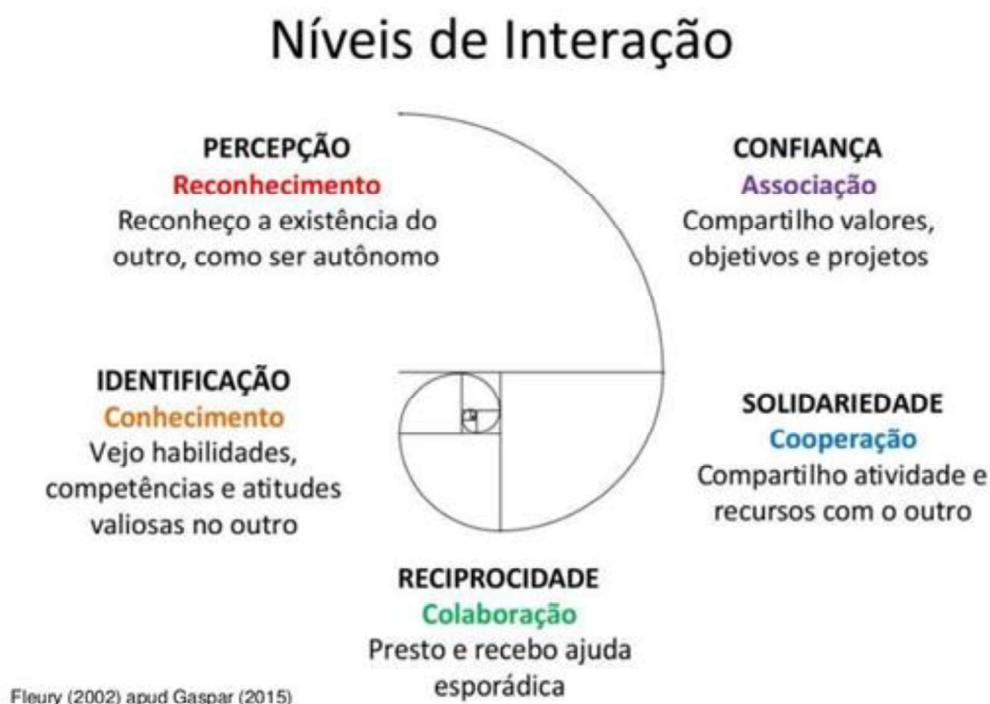 Níveis de Interação
PERCEPÇÃO
Reconhecimento
Reconheço a existência do
outro, como ser autônomo
CONFIANÇA
Associação
Compartilho valores,
objetivos e projetos
IDENTIFICAÇÃO
Conhecimento
Vejo habilidades,
competências e atitudes
valiosas no outro
SOLIDARIEDADE
Cooperação
Compartilho atividade e
recursos com o outro
RECIPROCIDADE
Colaboração
Presto e recebo ajuda
esporádica
Fleury (2002) apud Gaspar (2015)